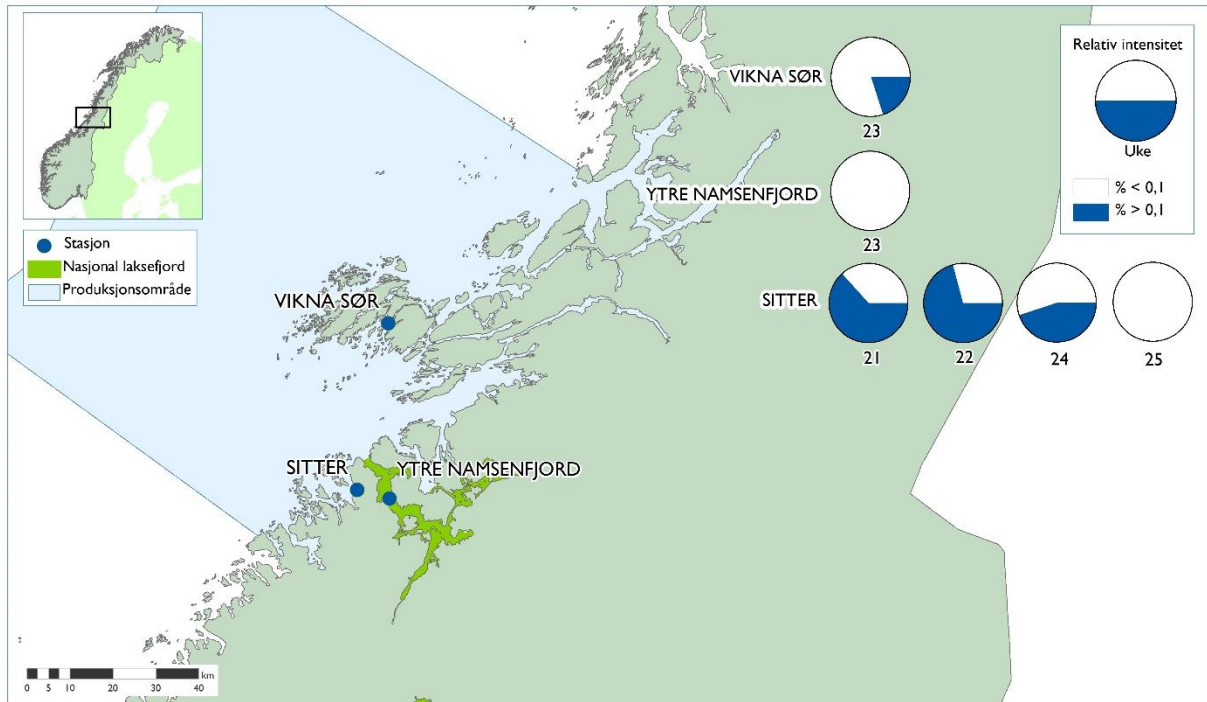 VIKNA SØR
23
YTRE NAMSENFJORD
23
SITTER
21
22
24
25
Relativ intensitet
Uke
% < 0,1
% > 0,1
Stasjon
Nasjonal laksefjord
Produksjonsområde
VIKNA SØR
SITTER
YTRE NAMSENFJORD
km
0 5 10 20 30 40